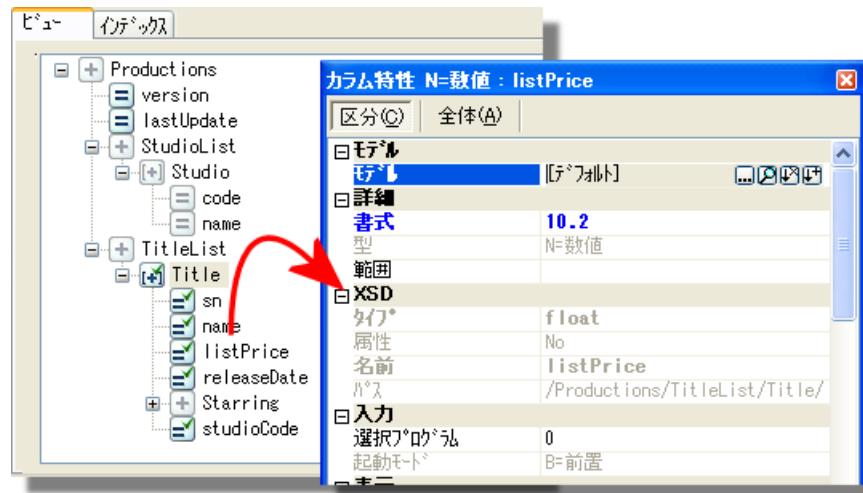 ビュー インデックス
Productions
version
lastUpdate
StudioList
Studio
code
name
TitleList
Title
sn
name
listPrice
releaseDate
Starring
studioCode
カラム特性 N=数値 : listPrice
区分(C) 全体(A)
モデル
モデル [デフォルト]
詳細
書式 10.2
型 N=数値
範囲
XSD
タイプ float
属性 No
名前 listPrice
パス /Productions/TitleList/Title/
入力
選択プログラム 0
起動モード B=前置
表示